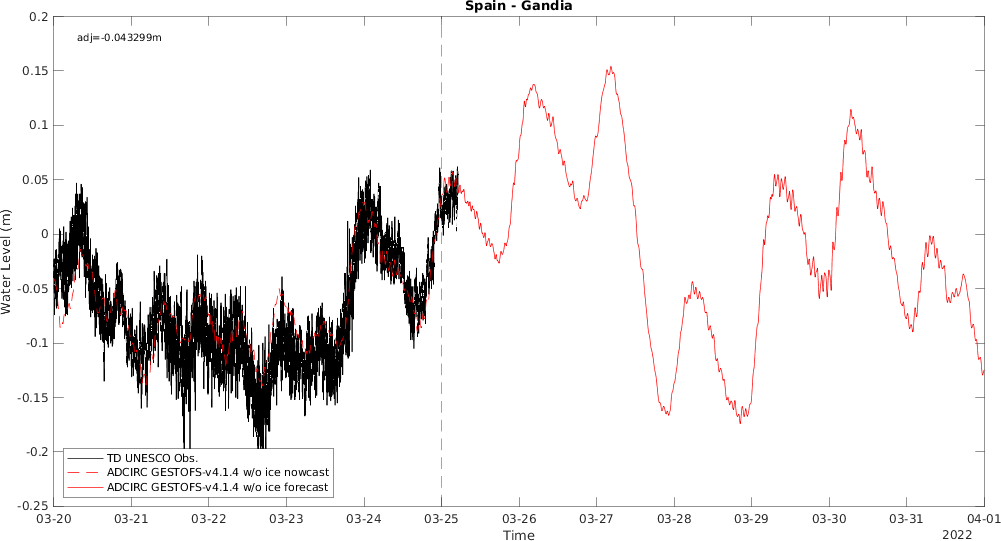 Spain - Gandia
adj=-0.043299m
Water Level (m)
0.2
0.15
0.1
0.05
0
-0.05
-0.1
-0.15
-0.2
-0.25
TD UNESCO Obs.
ADCIRC GESTOFS-v4.1.4 w/o ice nowcast
ADCIRC GESTOFS-v4.1.4 w/o ice forecast
03-20 03-21 03-22 03-23 03-24 03-25 03-26 03-27 03-28 03-29 03-30 03-31 04-01
Time
2022